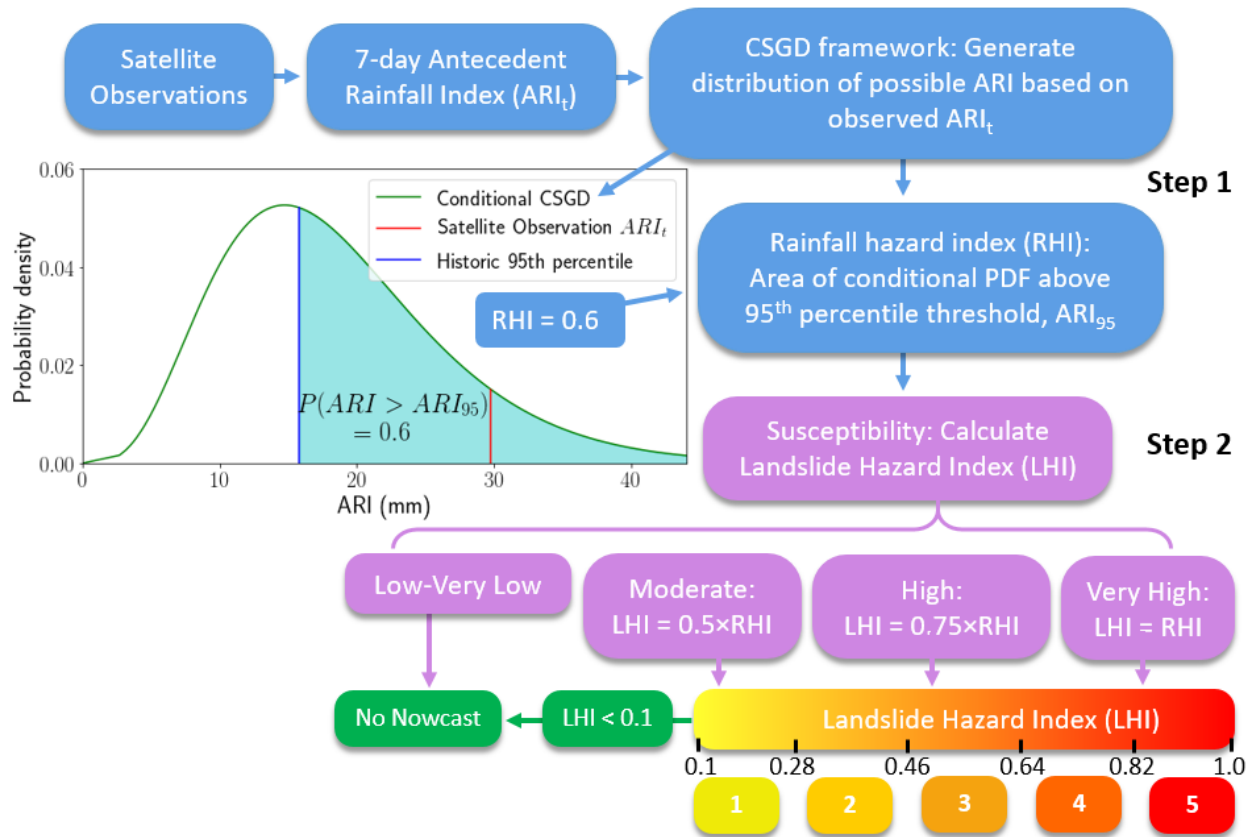 Satellite
Observations
7-day Antecedent
Rainfall Index (ARIₜ)
CSGD framework: Generate
distribution of possible ARI based on
observed ARIₜ
Step 1
0.06
0.04
0.02
0.00
Probability density
Conditional CSGD
Satellite Observation ARIₜ
Historic 95th percentile
P(ARI > ARI₉₅)
= 0.6
0
10
20
30
40
ARI (mm)
RHI = 0.6
Rainfall hazard index (RHI):
Area of conditional PDF above
95ᵗʰ percentile threshold, ARI₉₅
Step 2
Susceptibility: Calculate
Landslide Hazard Index (LHI)
Low-Very Low
Moderate:
LHI = 0.5×RHI
High:
LHI = 0.75×RHI
Very High:
LHI = RHI
No Nowcast
LHI < 0.1
Landslide Hazard Index (LHI)
0.1
0.28
0.46
0.64
0.82
1.0
1
2
3
4
5